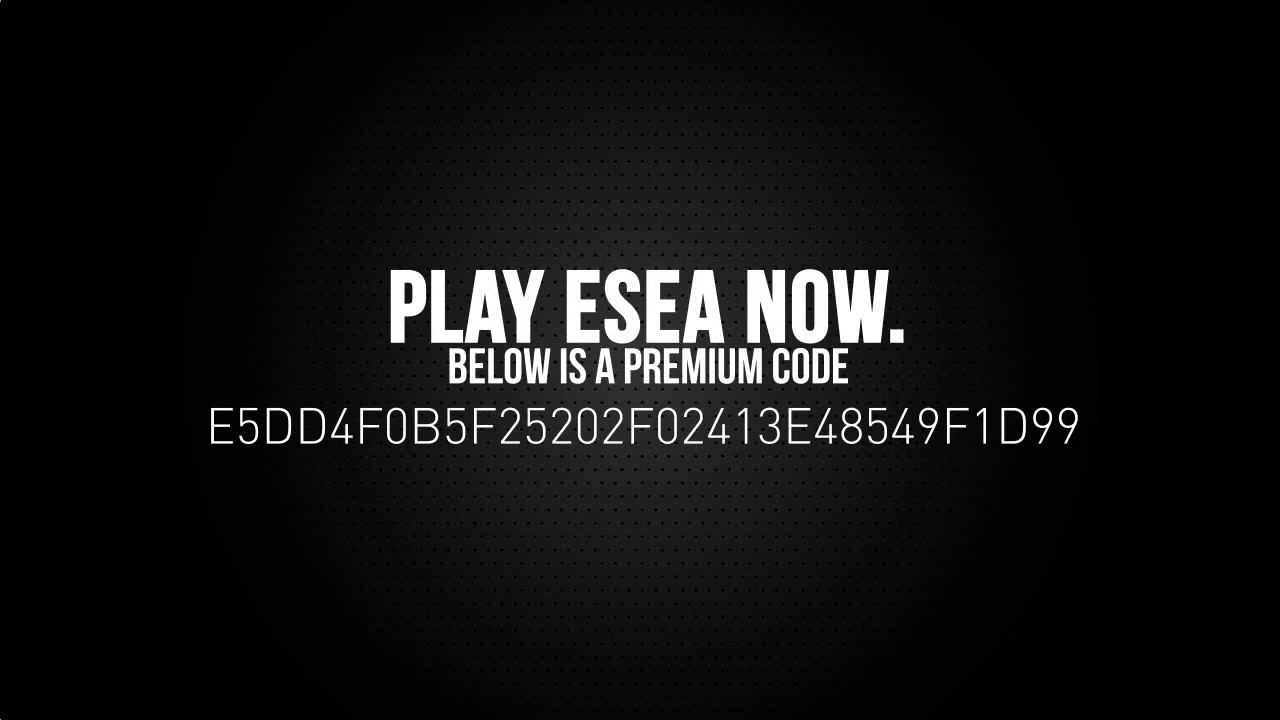 PLAY ESEA NOW.
BELOW IS A PREMIUM CODE
E5DD4F0B5F25202F02413E48549F1D99